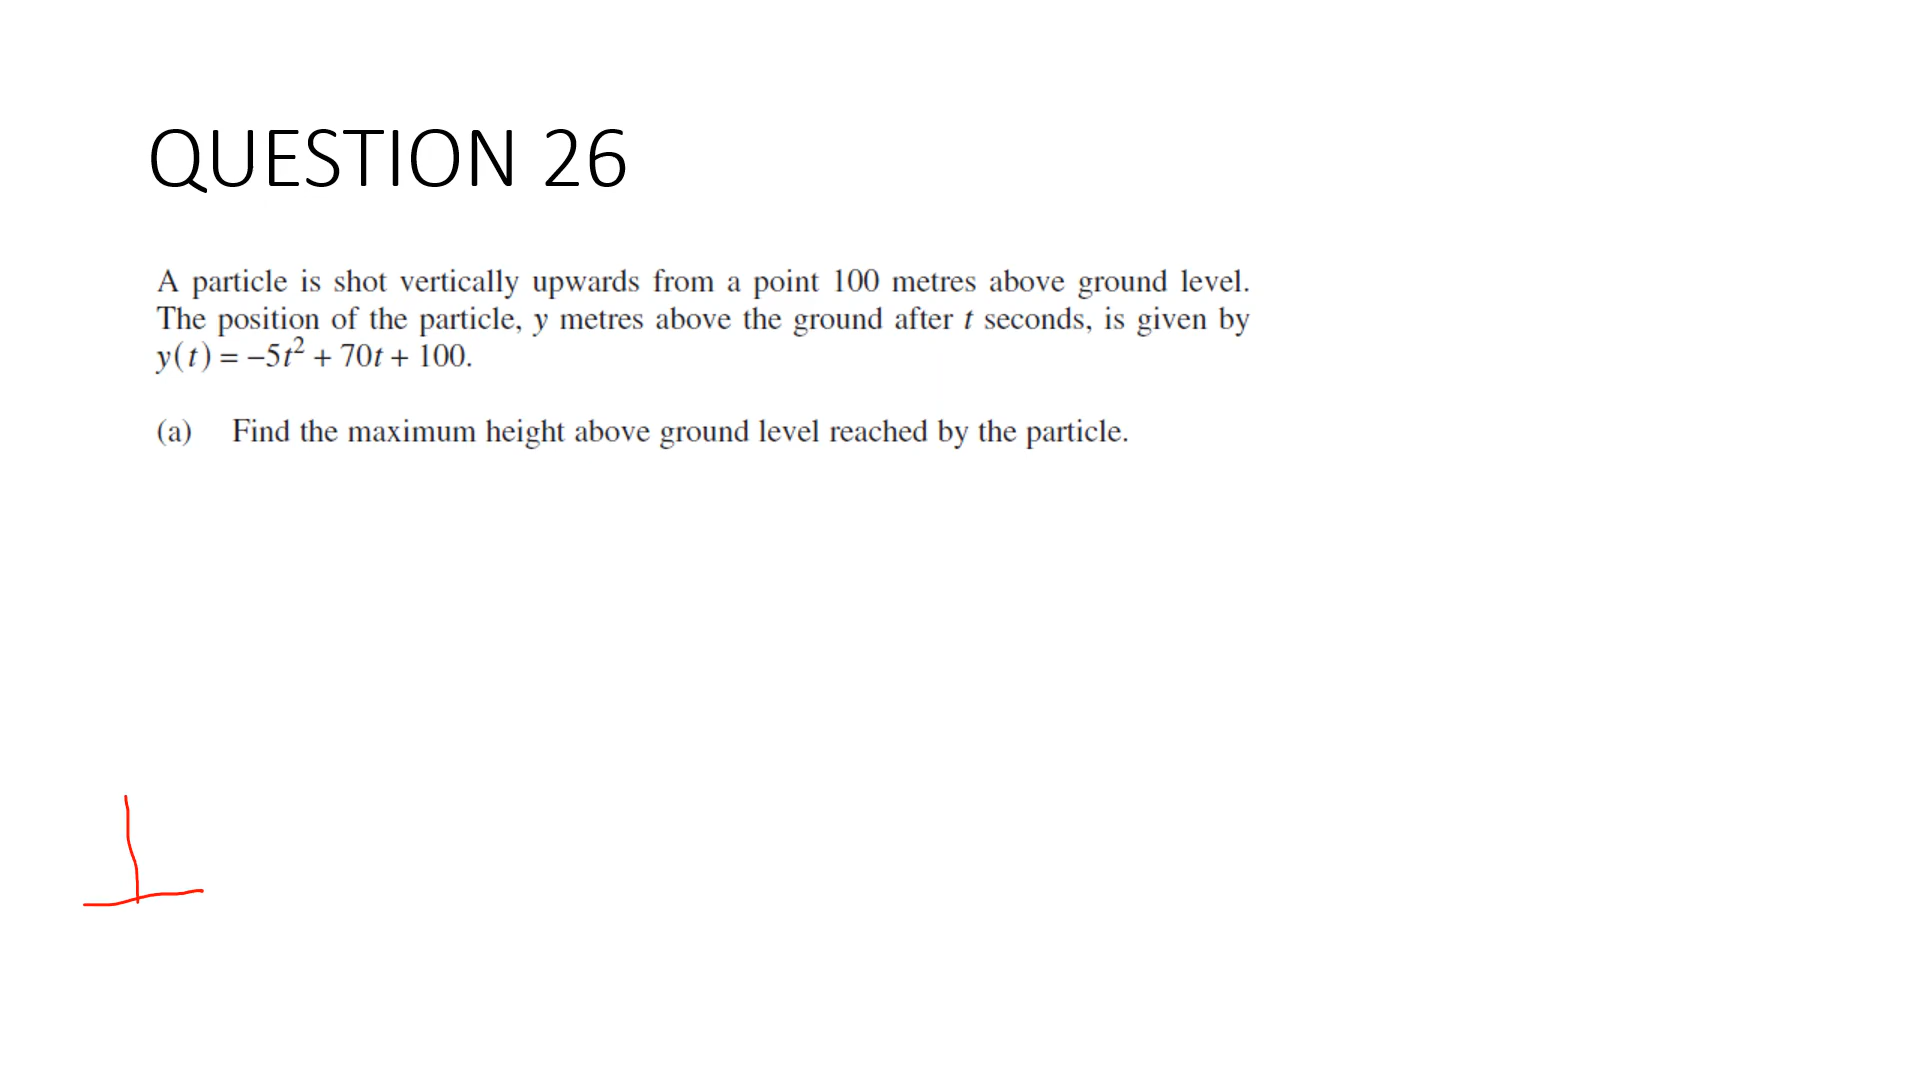 QUESTION 26
A particle is shot vertically upwards from a point 100 metres above ground level.
The position of the particle, y metres above the ground after t seconds, is given by
y(t) = −5t² + 70t + 100.
(a) Find the maximum height above ground level reached by the particle.